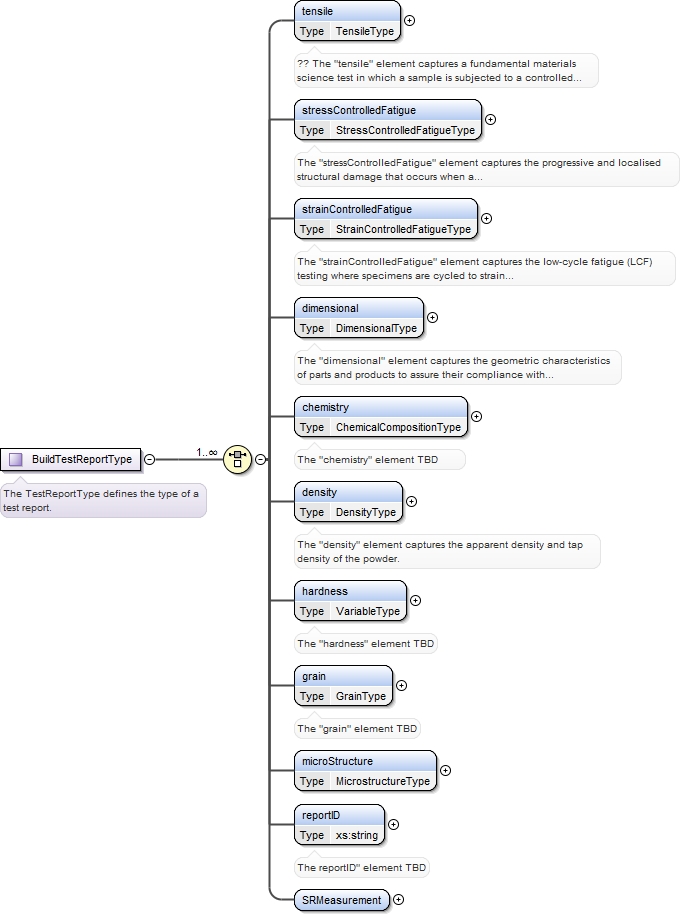 tensile
Type TensileType
?? The "tensile" element captures a fundamental materials
science test in which a sample is subjected to a controlled...
stressControlledFatigue
Type StressControlledFatigueType
The "stressControlledFatigue" element captures the progressive and localised
structural damage that occurs when a...
strainControlledFatigue
Type StrainControlledFatigueType
The "strainControlledFatigue" element captures the low-cycle fatigue (LCF)
testing where specimens are cycled to strain...
dimensional
Type DimensionalType
The "dimensional" element captures the geometric characteristics
of parts and products to assure their compliance with...
chemistry
Type ChemicalCompositionType
BuildTestReportType
1..∞
The "chemistry" element TBD
The TestReportType defines the type of a
test report.
density
Type DensityType
The "density" element captures the apparent density and tap
density of the powder.
hardness
Type VariableType
The "hardness" element TBD
grain
Type GrainType
The "grain" element TBD
microStructure
Type MicrostructureType
reportID
Type xs:string
The reportID" element TBD
SRMeasurement